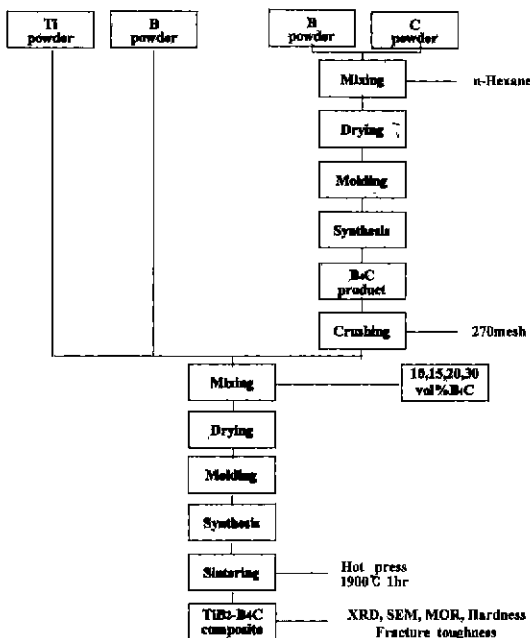 Ti
powder
B
powder
B
powder
C
powder
Mixing
n-Hexane
Drying
Molding
Synthesis
B₄C
product
Crushing
270mesh
Mixing
10,15,20,30
vol%B₄C
Drying
Molding
Synthesis
Sintering
Hot press
1900℃ 1hr
TiB₂-B₄C
composite
XRD, SEM, MOR, Hardness
Fracture toughness